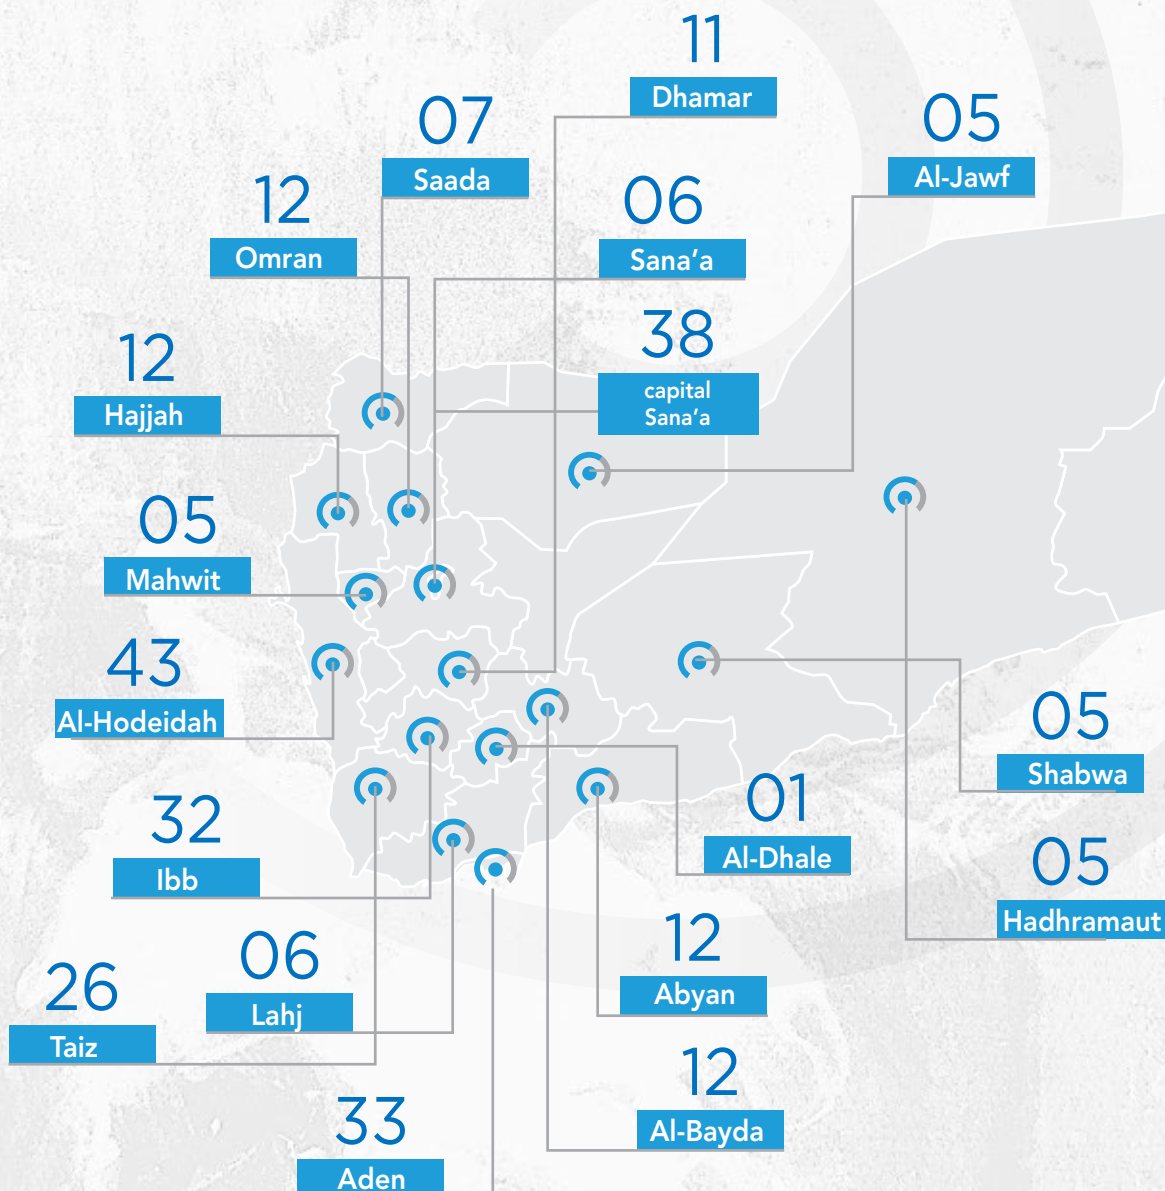 11
Dhamar
07
Saada
05
Al-Jawf
12
Omran
06
Sana’a
38
capital
Sana’a
12
Hajjah
05
Mahwit
43
Al-Hodeidah
05
Shabwa
01
Al-Dhale
32
Ibb
05
Hadhramaut
12
Abyan
06
Lahj
26
Taiz
12
Al-Bayda
33
Aden